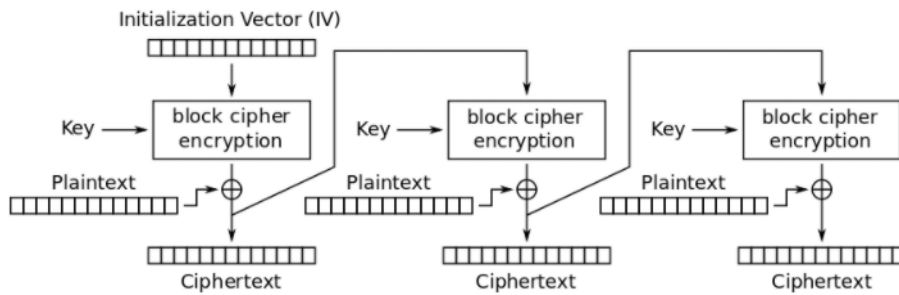 Initialization Vector (IV)
Key
block cipher
encryption
Key
block cipher
encryption
Key
block cipher
encryption
Plaintext
Plaintext
Plaintext
Ciphertext
Ciphertext
Ciphertext